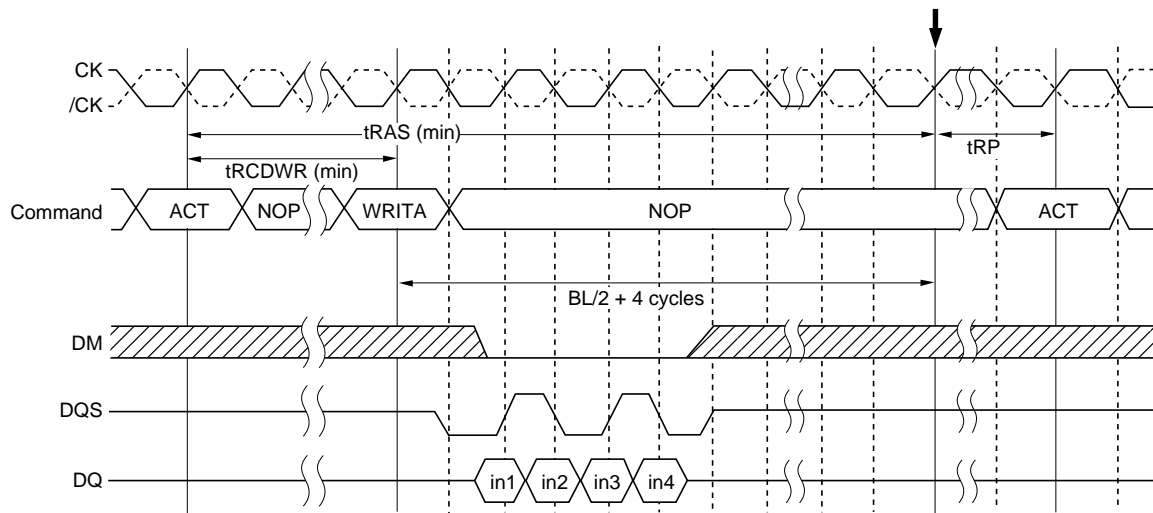 CK
/CK
tRAS (min)
tRP
tRCDWR (min)
Command ACT NOP WRITA NOP ACT
BL/2 + 4 cycles
DM
DQS
DQ in1 in2 in3 in4